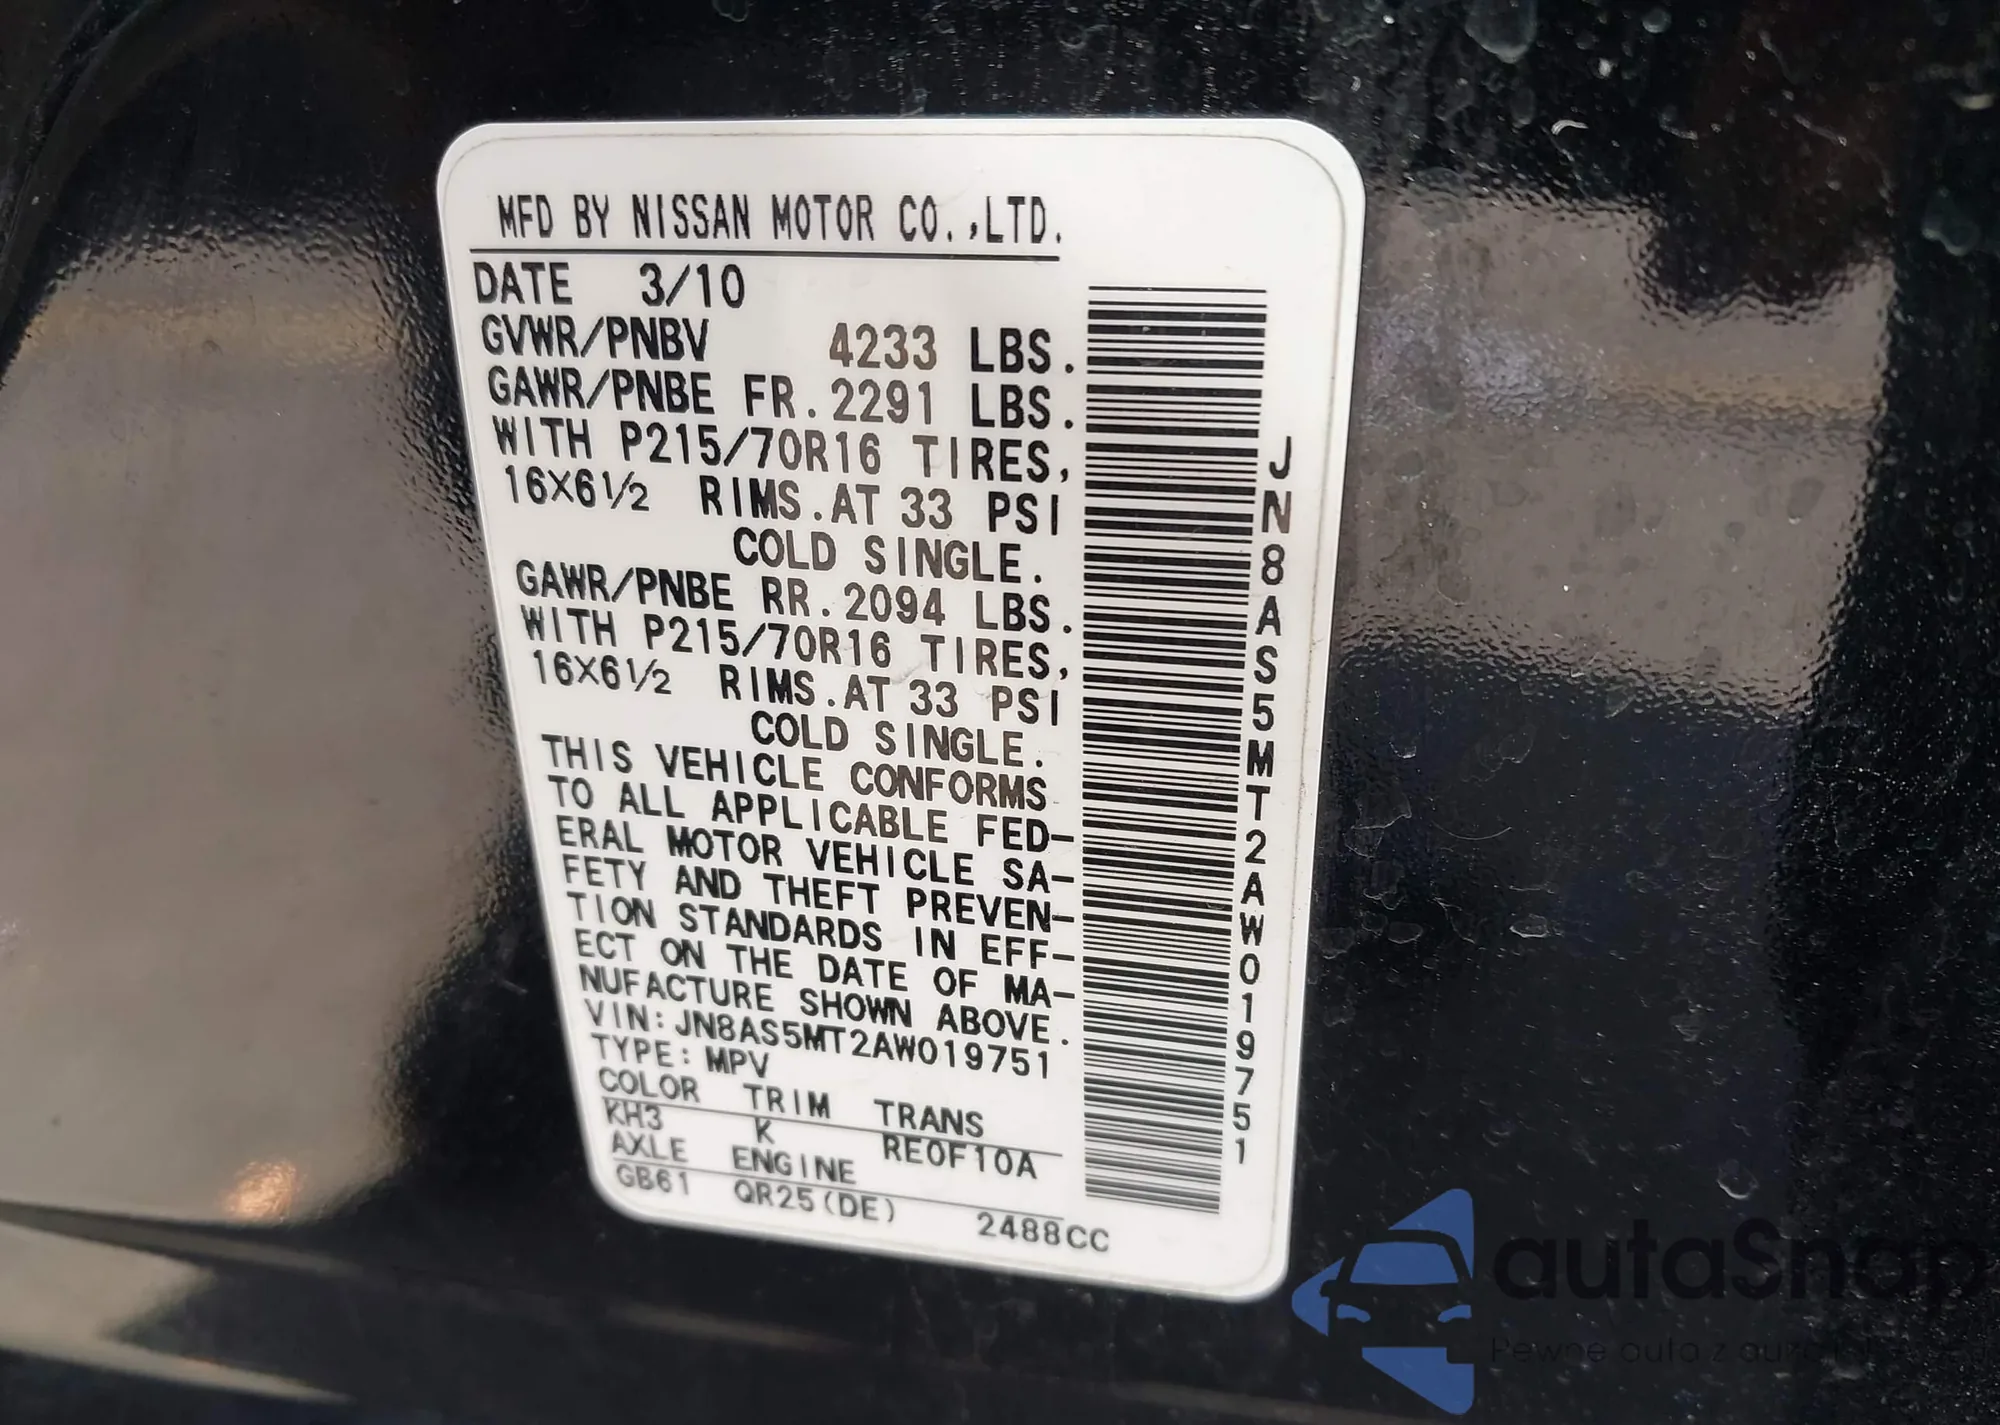 MFD BY NISSAN MOTOR CO.,LTD.
DATE 3/10
GVWR/PNBV 4233 LBS.
GAWR/PNBE FR.2291 LBS.
WITH P215/70R16 TIRES,
16X6½ RIMS.AT 33 PSI
COLD SINGLE.
GAWR/PNBE RR.2094 LBS.
WITH P215/70R16 TIRES,
16X6½ RIMS.AT 33 PSI
COLD SINGLE.
THIS VEHICLE CONFORMS
TO ALL APPLICABLE FED-
ERAL MOTOR VEHICLE SA-
FETY AND THEFT PREVEN-
TION STANDARDS IN EFF-
ECT ON THE DATE OF MA-
NUFACTURE SHOWN ABOVE.
VIN:JN8AS5MT2AW019751
TYPE:MPV
COLOR TRIM TRANS
KH3 K RE0F10A
AXLE ENGINE
GB61 QR25(DE) 2488CC
JN8AS5MT2AW019751
autaSnap
Pewne auta z